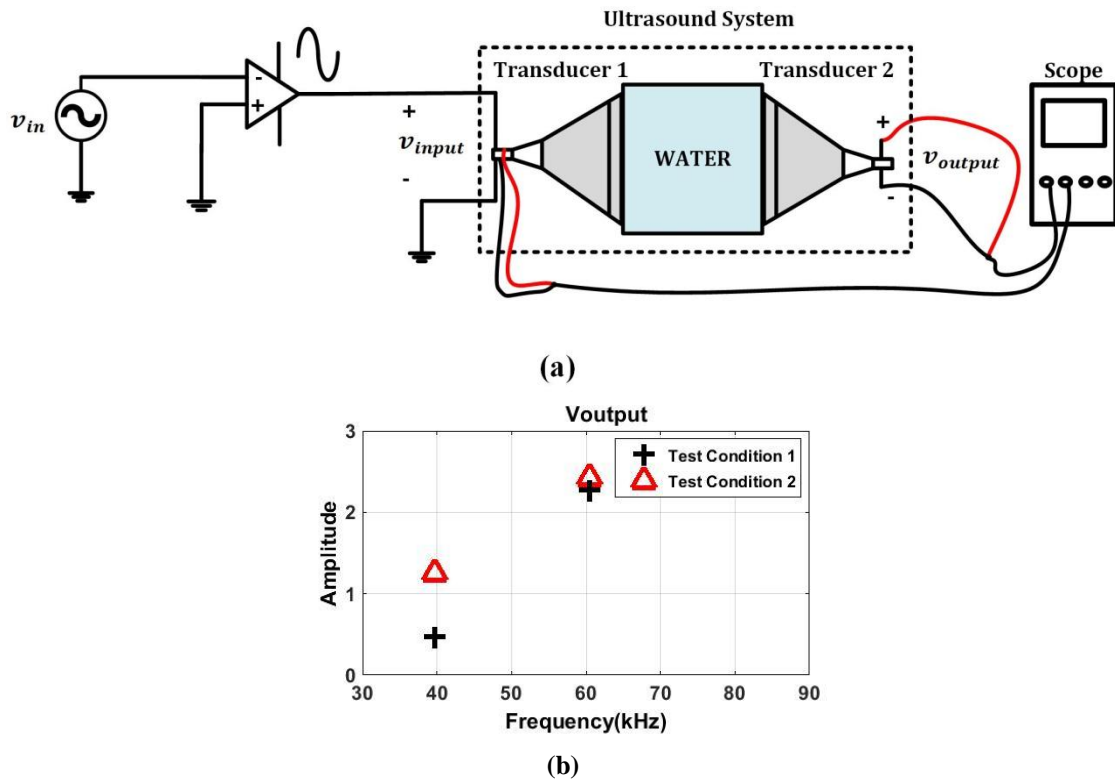 Ultrasound System
Transducer 1 Transducer 2 Scope
v_in
-
+
+
v_input
-
WATER
+
v_output
-
(a)
Voutput
3
2
1
0
Amplitude
Test Condition 1
Test Condition 2
30 40 50 60 70 80 90
Frequency(kHz)
(b)